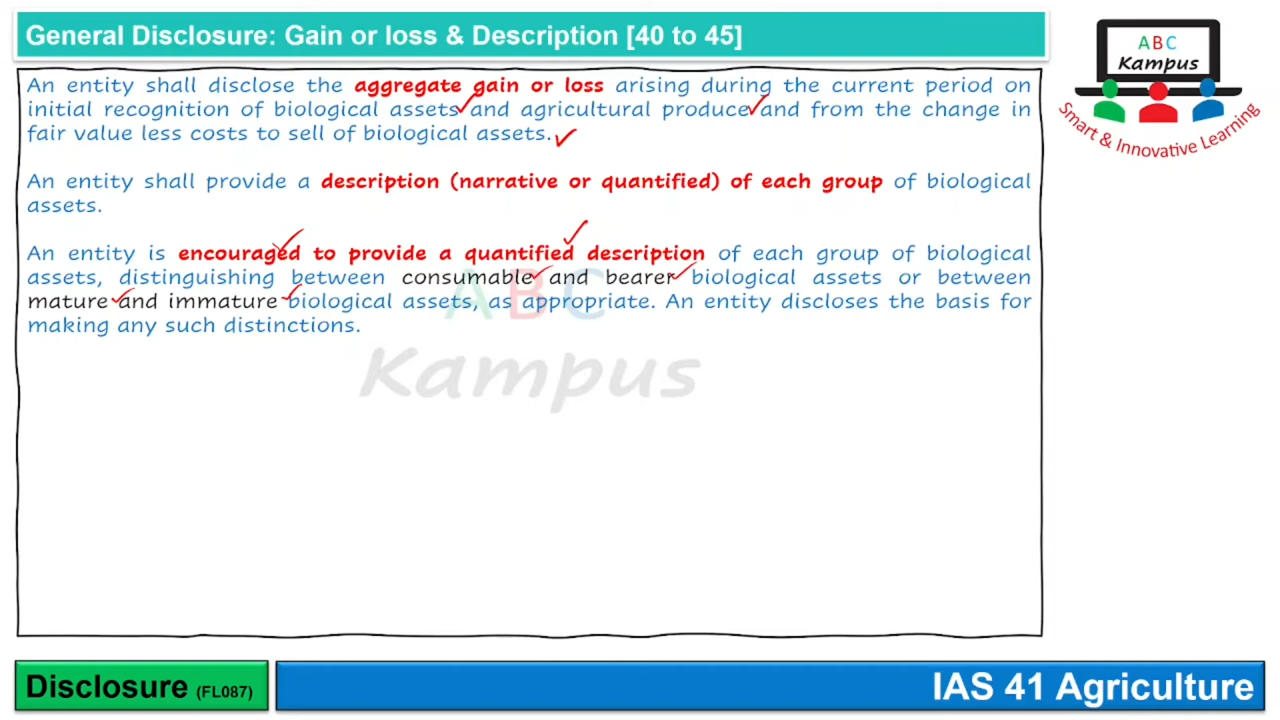 General Disclosure: Gain or loss & Description [40 to 45]
ABC
Kampus
Smart & Innovative Learning
An entity shall disclose the aggregate gain or loss arising during the current period on
initial recognition of biological assets and agricultural produce and from the change in
fair value less costs to sell of biological assets.
An entity shall provide a description (narrative or quantified) of each group of biological
assets.
An entity is encouraged to provide a quantified description of each group of biological
assets, distinguishing between consumable and bearer biological assets or between
mature and immature biological assets, as appropriate. An entity discloses the basis for
making any such distinctions.
ABC
Kampus
Disclosure (FL087)
IAS 41 Agriculture